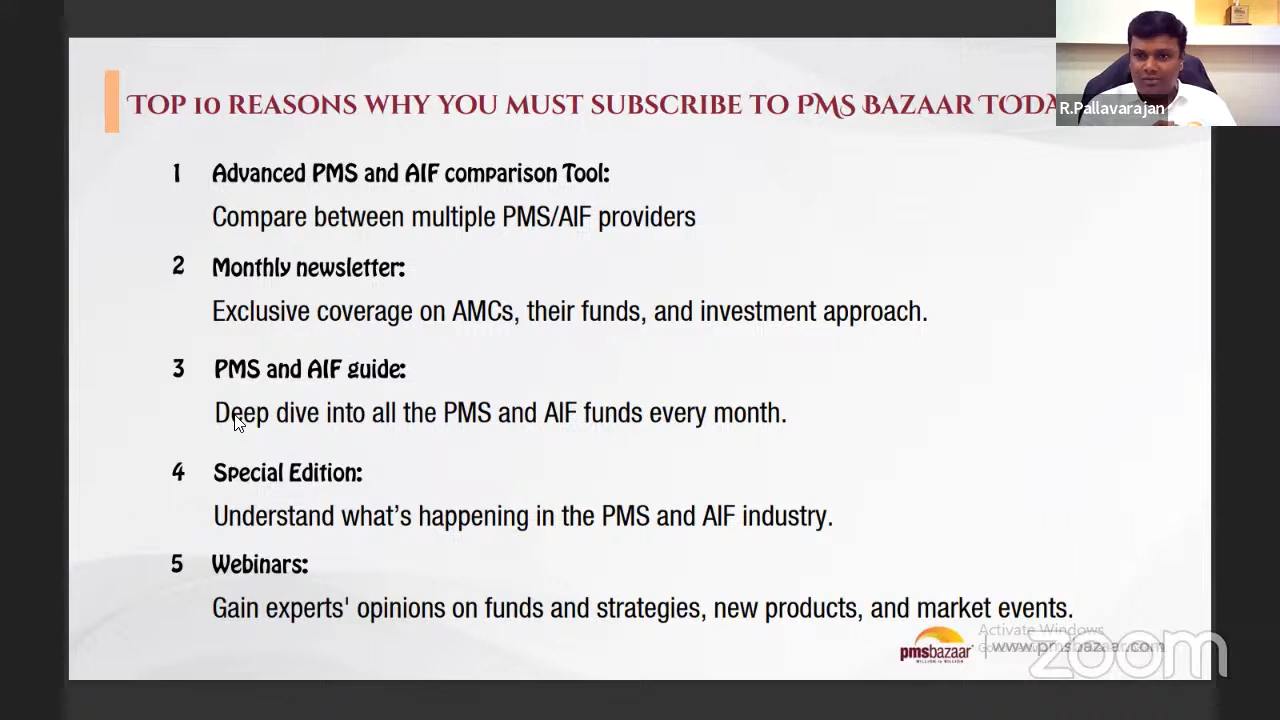 TOP 10 REASONS WHY YOU MUST SUBSCRIBE TO PMS BAZAAR TODA
R.Pallavarajan
1 Advanced PMS and AIF comparison Tool:
Compare between multiple PMS/AIF providers
2 Monthly newsletter:
Exclusive coverage on AMCs, their funds, and investment approach.
3 PMS and AIF guide:
Deep dive into all the PMS and AIF funds every month.
4 Special Edition:
Understand what's happening in the PMS and AIF industry.
5 Webinars:
Gain experts' opinions on funds and strategies, new products, and market events.
Activate Windows
pmsbazaar | www.pmsbazaar.com
MILLION TO BILLION
zoom